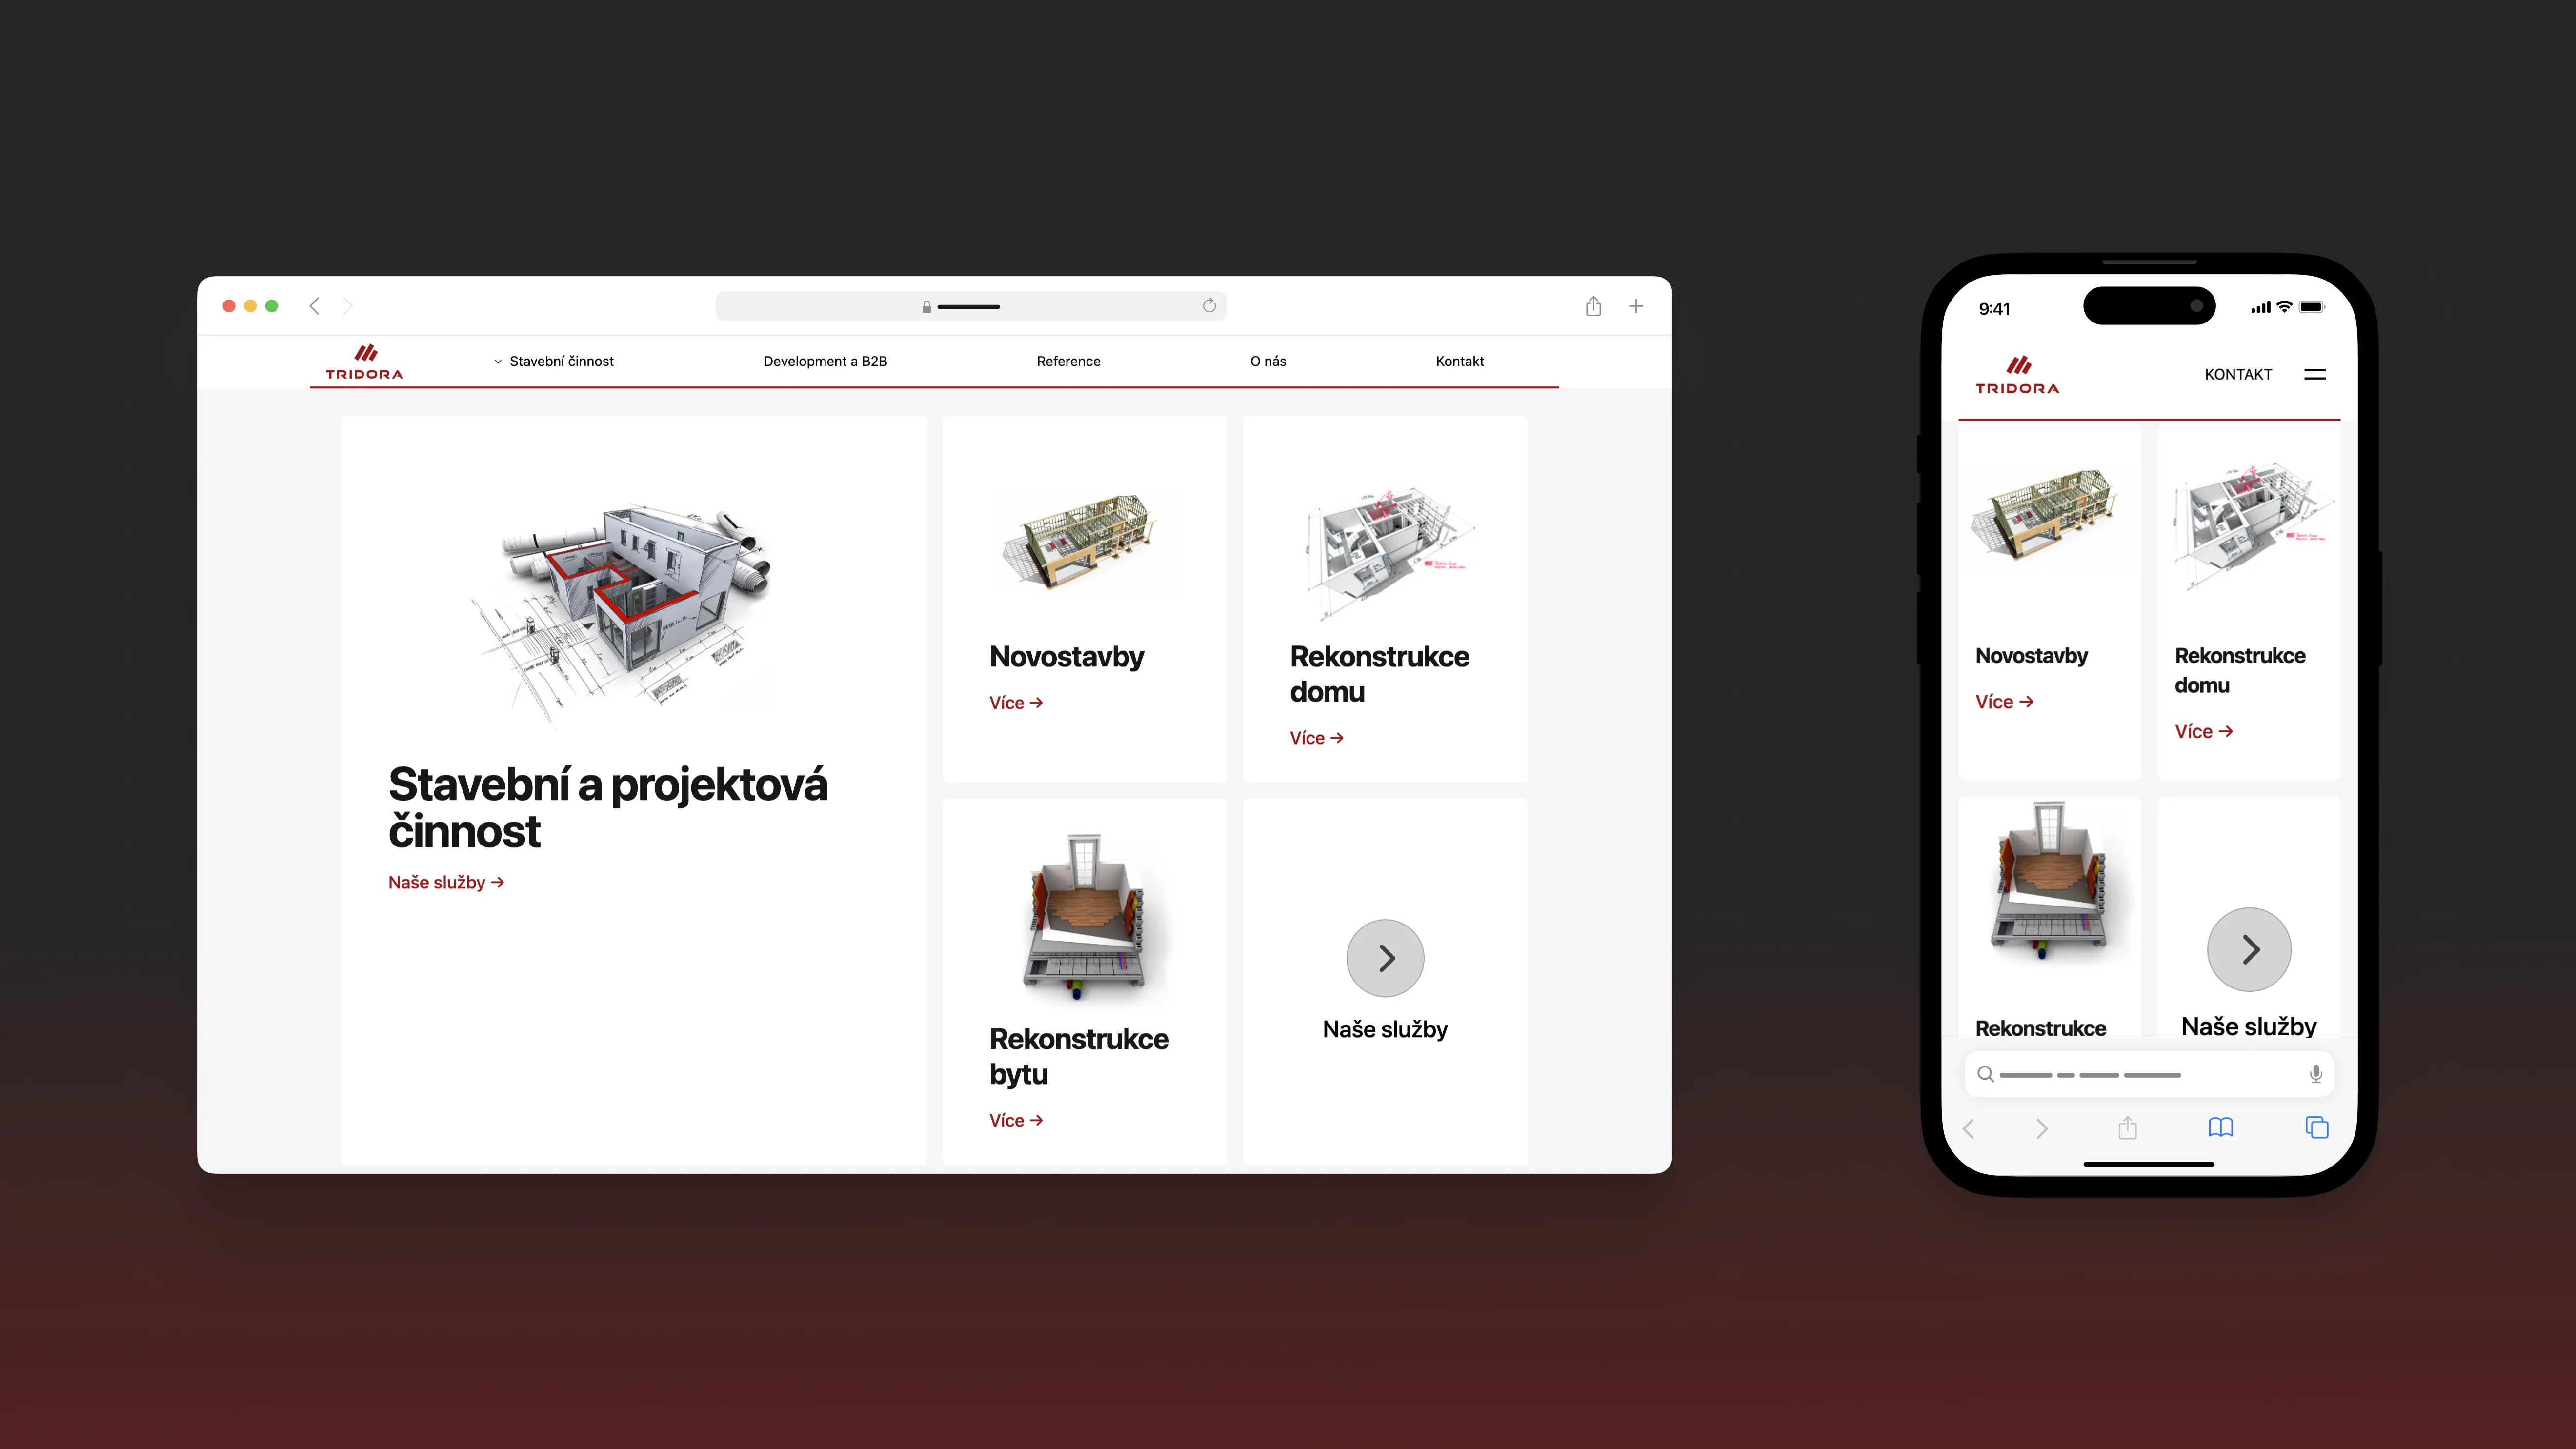 TRIDORA
Stavební činnost
Development a B2B
Reference
O nás
Kontakt
Stavební a projektová
činnost
Naše služby →
Novostavby
Více →
Rekonstrukce
domu
Více →
Rekonstrukce
bytu
Více →
Naše služby
9:41
TRIDORA
KONTAKT
Novostavby
Více →
Rekonstrukce
domu
Více →
Rekonstrukce
Naše služby